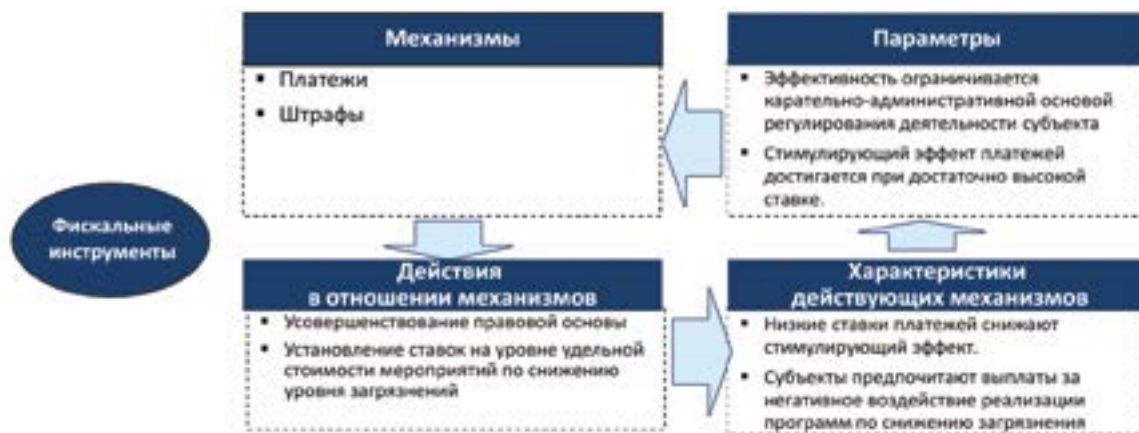 Фискальные
инструменты
Механизмы
▪ Платежи
▪ Штрафы
Параметры
▪ Эффективность ограничивается
карательно-административной основой
регулирования деятельности субъекта
▪ Стимулирующий эффект платежей
достигается при достаточно высокой
ставке.
Действия
в отношении механизмов
▪ Усовершенствование правовой основы
▪ Установление ставок на уровне удельной
стоимости мероприятий по снижению
уровня загрязнений
Характеристики
действующих механизмов
▪ Низкие ставки платежей снижают
стимулирующий эффект.
▪ Субъекты предпочитают выплаты за
негативное воздействие реализации
программ по снижению загрязнения